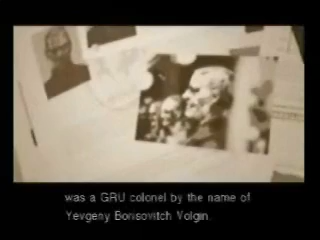 was a GRU colonel by the name of
Yevgeny Borisovitch Volgin.